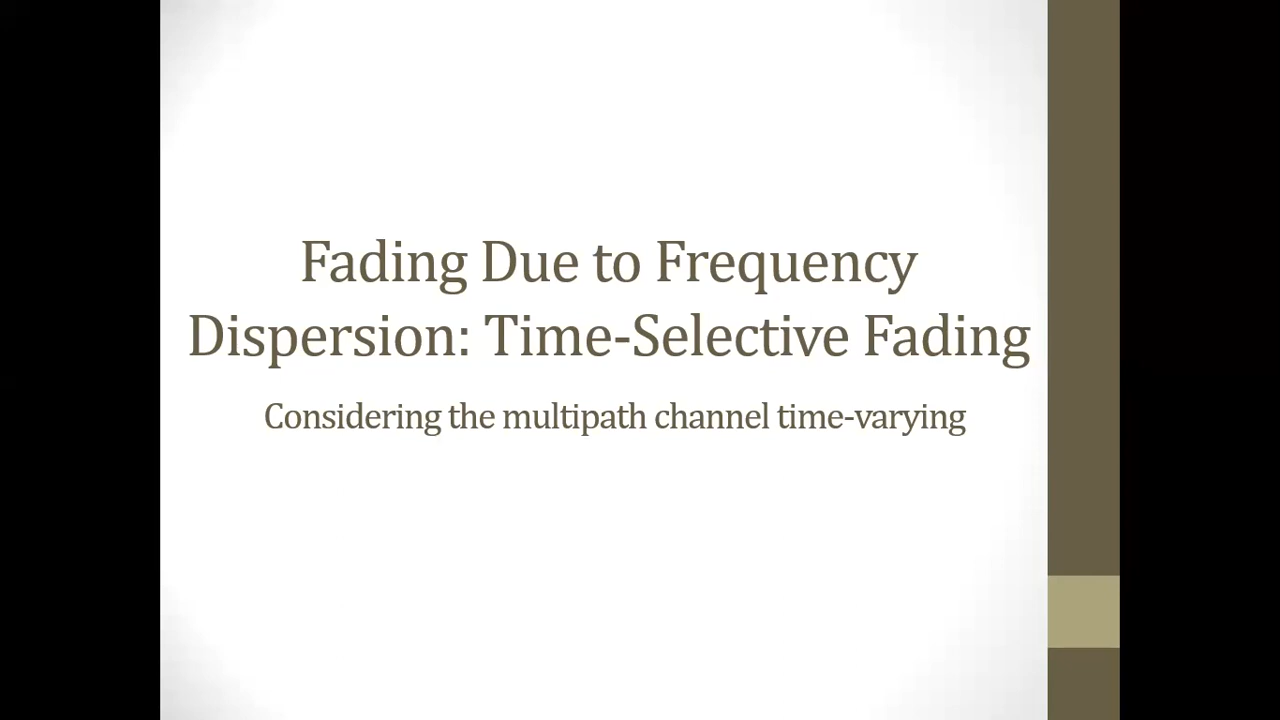 Fading Due to Frequency
Dispersion: Time-Selective Fading
Considering the multipath channel time-varying